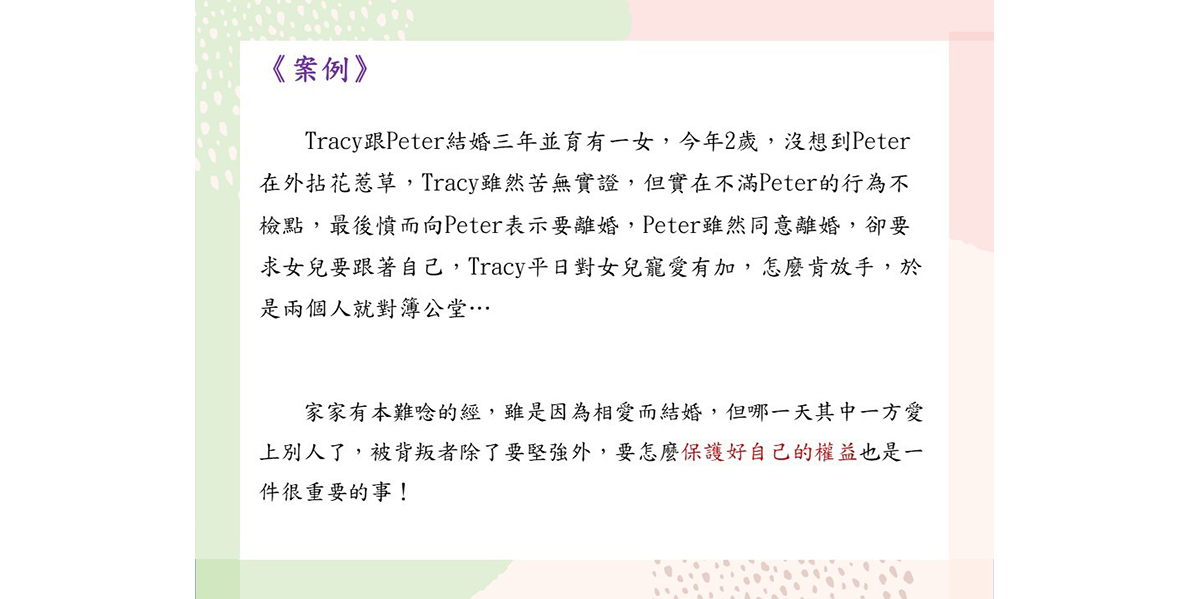 《案例》
Tracy跟Peter結婚三年並育有一女，今年2歲，沒想到Peter
在外拈花惹草，Tracy雖然苦無實證，但實在不滿Peter的行為不
檢點，最後憤而向Peter表示要離婚，Peter雖然同意離婚，卻要
求女兒要跟著自己，Tracy平日對女兒寵愛有加，怎麼肯放手，於
是兩個人就對簿公堂…
家家有本難唸的經，雖是因為相愛而結婚，但哪一天其中一方愛
上別人了，被背叛者除了要堅強外，要怎麼保護好自己的權益也是一
件很重要的事！